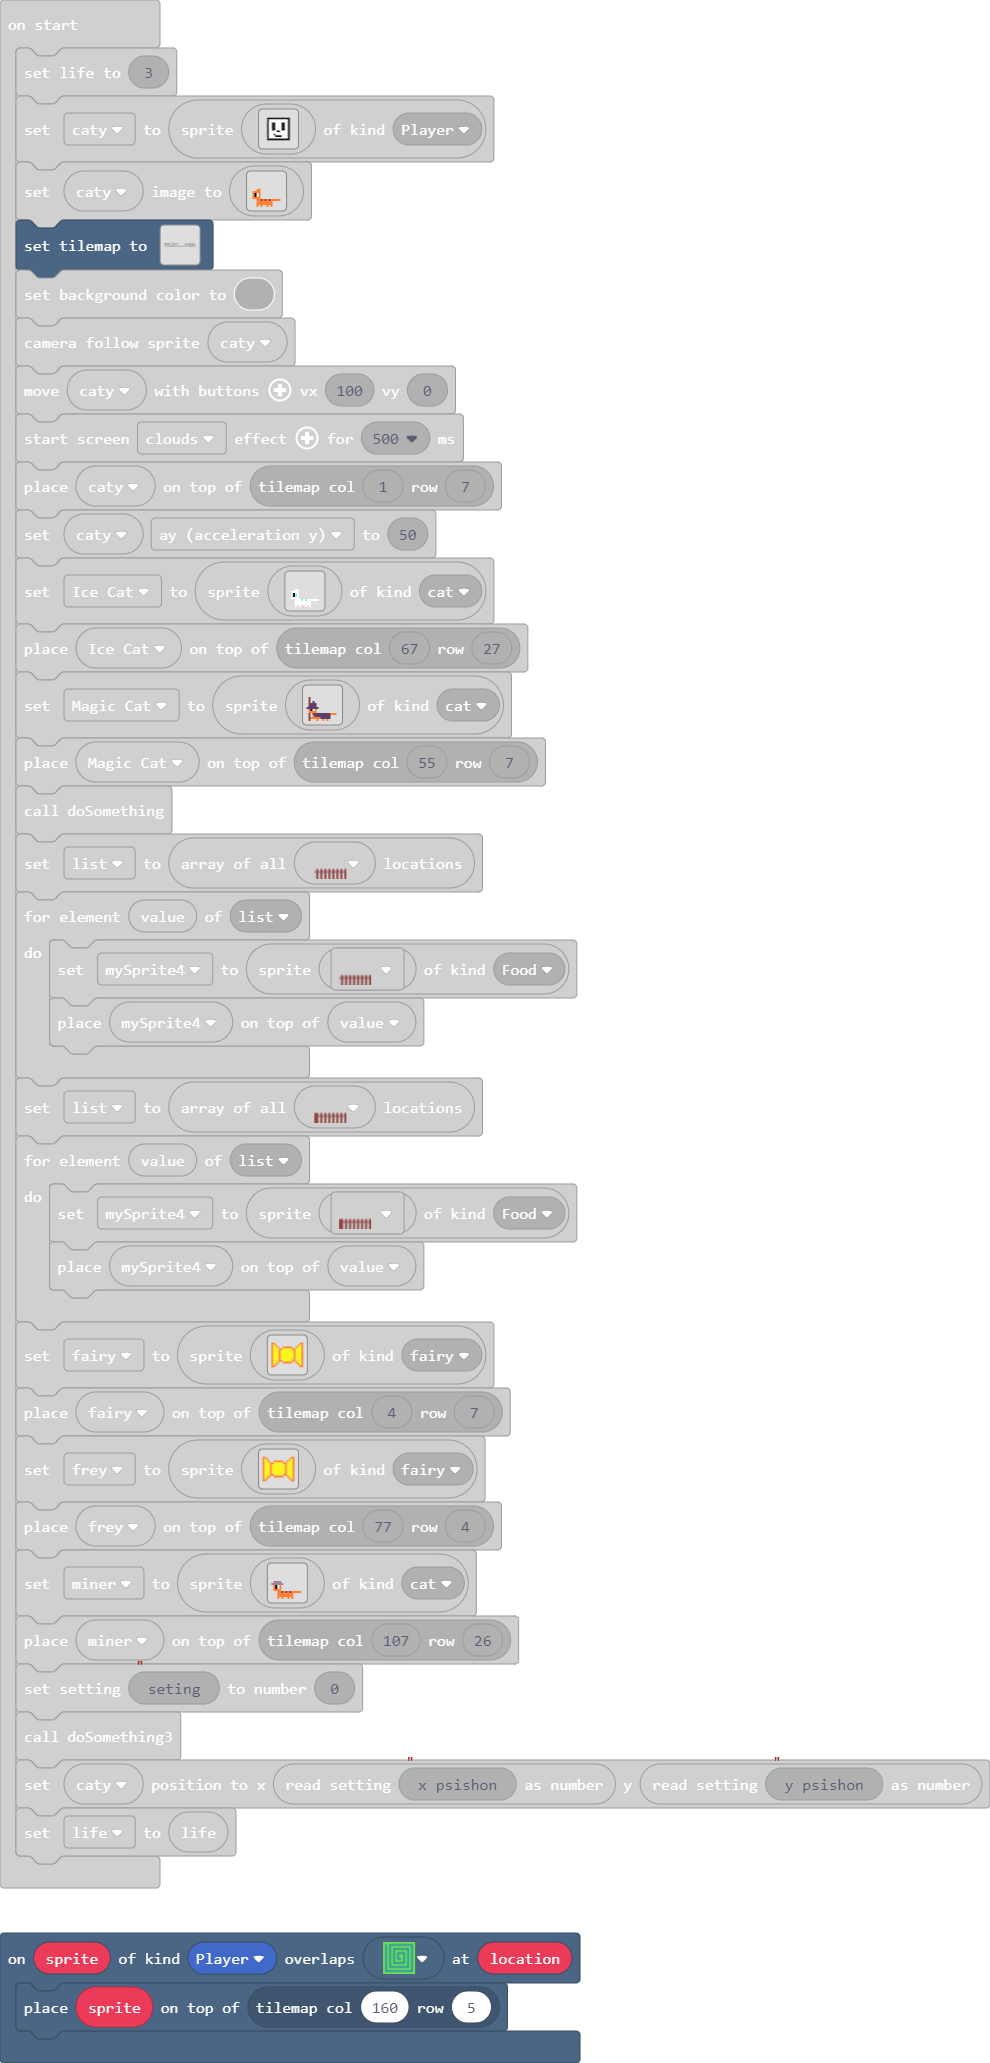 on start
set life to 3
set caty to sprite of kind Player
set caty image to
set tilemap to
set background color to
camera follow sprite caty
move caty with buttons vx 100 vy 0
start screen clouds effect for 500 ms
place caty on top of tilemap col 1 row 7
set caty ay (acceleration y) to 50
set Ice Cat to sprite of kind cat
place Ice Cat on top of tilemap col 67 row 27
set Magic Cat to sprite of kind cat
place Magic Cat on top of tilemap col 55 row 7
call doSomething
set list to array of all locations
for element value of list
do
set mySprite4 to sprite of kind Food
place mySprite4 on top of value
set list to array of all locations
for element value of list
do
set mySprite4 to sprite of kind Food
place mySprite4 on top of value
set fairy to sprite of kind fairy
place fairy on top of tilemap col 4 row 7
set frey to sprite of kind fairy
place frey on top of tilemap col 77 row 4
set miner to sprite of kind cat
place miner on top of tilemap col 107 row 26
set setting " seting to number 0
call doSomething3
set caty position to x read setting " x psishon as number y read setting " y psishon as number
set life to life
on sprite of kind Player overlaps at location
place sprite on top of tilemap col 160 row 5